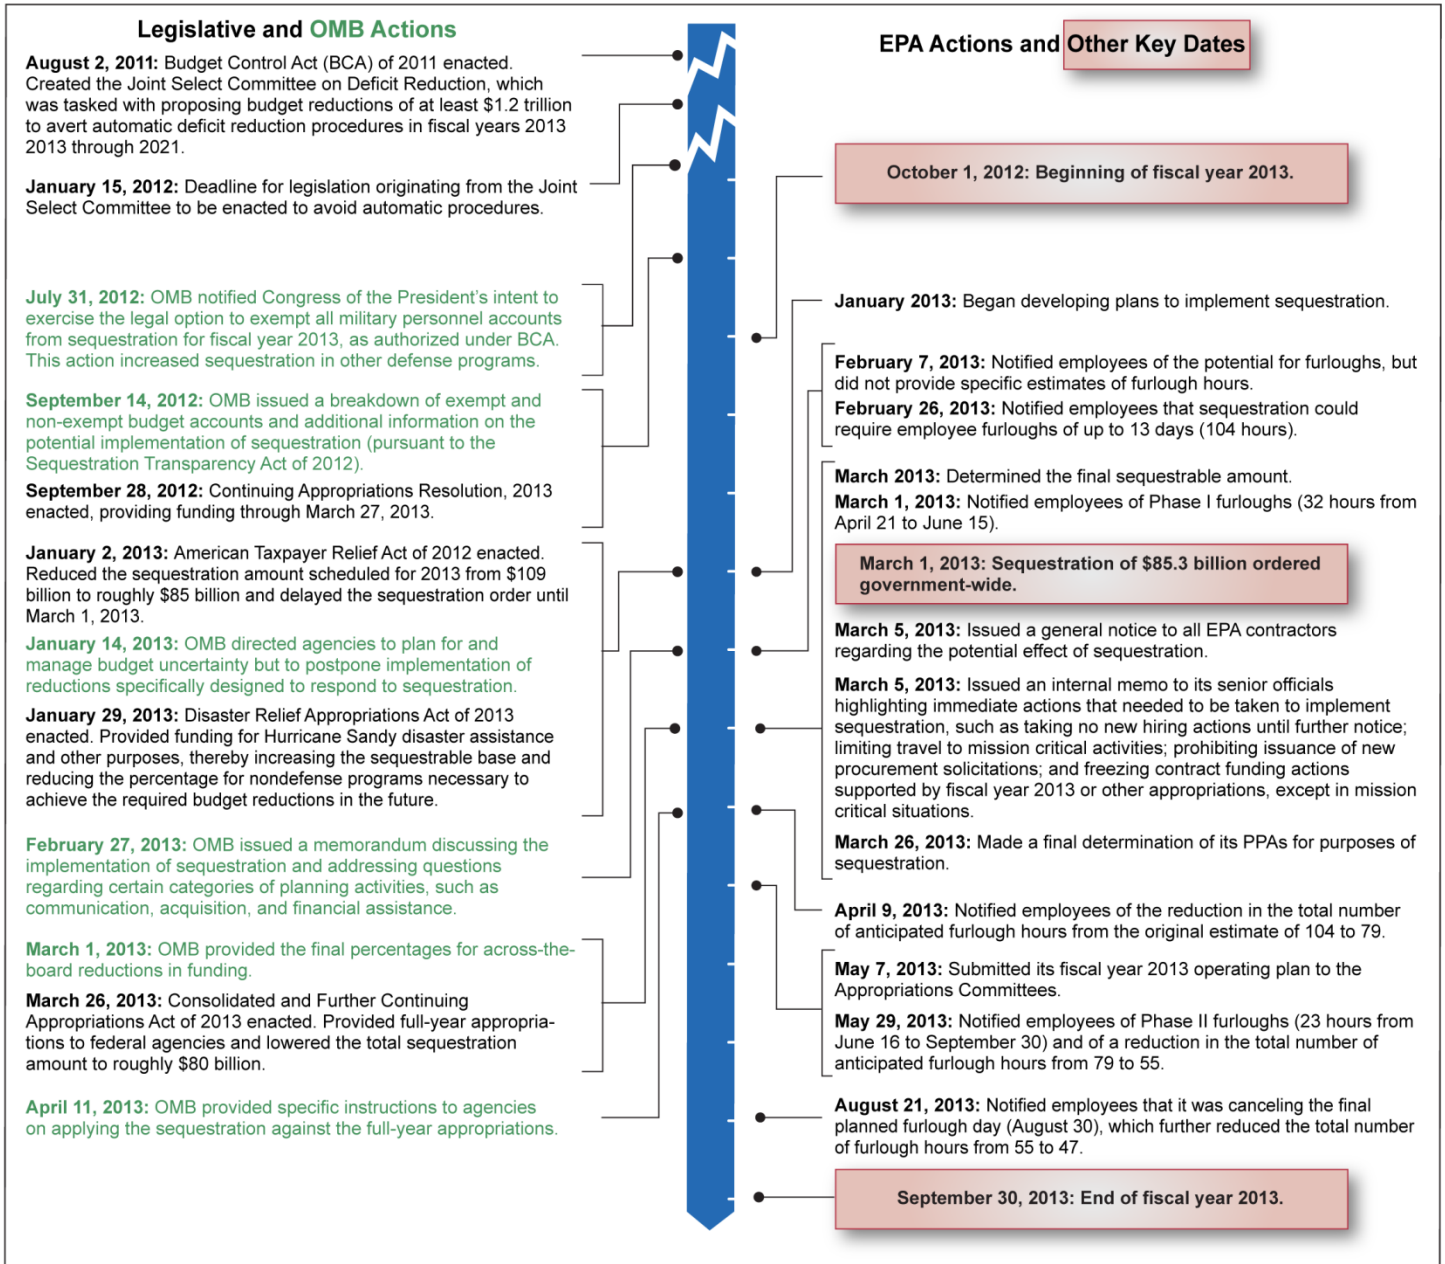 Legislative and OMB Actions
August 2, 2011: Budget Control Act (BCA) of 2011 enacted.
Created the Joint Select Committee on Deficit Reduction, which
was tasked with proposing budget reductions of at least $1.2 trillion
to avert automatic deficit reduction procedures in fiscal years 2013
2013 through 2021.
January 15, 2012: Deadline for legislation originating from the Joint
Select Committee to be enacted to avoid automatic procedures.
July 31, 2012: OMB notified Congress of the President's intent to
exercise the legal option to exempt all military personnel accounts
from sequestration for fiscal year 2013, as authorized under BCA.
This action increased sequestration in other defense programs.
September 14, 2012: OMB issued a breakdown of exempt and
non-exempt budget accounts and additional information on the
potential implementation of sequestration (pursuant to the
Sequestration Transparency Act of 2012).
September 28, 2012: Continuing Appropriations Resolution, 2013
enacted, providing funding through March 27, 2013.
January 2, 2013: American Taxpayer Relief Act of 2012 enacted.
Reduced the sequestration amount scheduled for 2013 from $109
billion to roughly $85 billion and delayed the sequestration order until
March 1, 2013.
January 14, 2013: OMB directed agencies to plan for and
manage budget uncertainty but to postpone implementation of
reductions specifically designed to respond to sequestration.
January 29, 2013: Disaster Relief Appropriations Act of 2013
enacted. Provided funding for Hurricane Sandy disaster assistance
and other purposes, thereby increasing the sequestrable base and
reducing the percentage for nondefense programs necessary to
achieve the required budget reductions in the future.
February 27, 2013: OMB issued a memorandum discussing the
implementation of sequestration and addressing questions
regarding certain categories of planning activities, such as
communication, acquisition, and financial assistance.
March 1, 2013: OMB provided the final percentages for across-the-
board reductions in funding.
March 26, 2013: Consolidated and Further Continuing
Appropriations Act of 2013 enacted. Provided full-year appropria-
tions to federal agencies and lowered the total sequestration
amount to roughly $80 billion.
April 11, 2013: OMB provided specific instructions to agencies
on applying the sequestration against the full-year appropriations.
EPA Actions and Other Key Dates
October 1, 2012: Beginning of fiscal year 2013.
January 2013: Began developing plans to implement sequestration.
February 7, 2013: Notified employees of the potential for furloughs, but
did not provide specific estimates of furlough hours.
February 26, 2013: Notified employees that sequestration could
require employee furloughs of up to 13 days (104 hours).
March 2013: Determined the final sequestrable amount.
March 1, 2013: Notified employees of Phase I furloughs (32 hours from
April 21 to June 15).
March 1, 2013: Sequestration of $85.3 billion ordered
government-wide.
March 5, 2013: Issued a general notice to all EPA contractors
regarding the potential effect of sequestration.
March 5, 2013: Issued an internal memo to its senior officials
highlighting immediate actions that needed to be taken to implement
sequestration, such as taking no new hiring actions until further notice;
limiting travel to mission critical activities; prohibiting issuance of new
procurement solicitations; and freezing contract funding actions
supported by fiscal year 2013 or other appropriations, except in mission
critical situations.
March 26, 2013: Made a final determination of its PPAs for purposes of
sequestration.
April 9, 2013: Notified employees of the reduction in the total number
of anticipated furlough hours from the original estimate of 104 to 79.
May 7, 2013: Submitted its fiscal year 2013 operating plan to the
Appropriations Committees.
May 29, 2013: Notified employees of Phase II furloughs (23 hours from
June 16 to September 30) and of a reduction in the total number of
anticipated furlough hours from 79 to 55.
August 21, 2013: Notified employees that it was canceling the final
planned furlough day (August 30), which further reduced the total number
of furlough hours from 55 to 47.
September 30, 2013: End of fiscal year 2013.